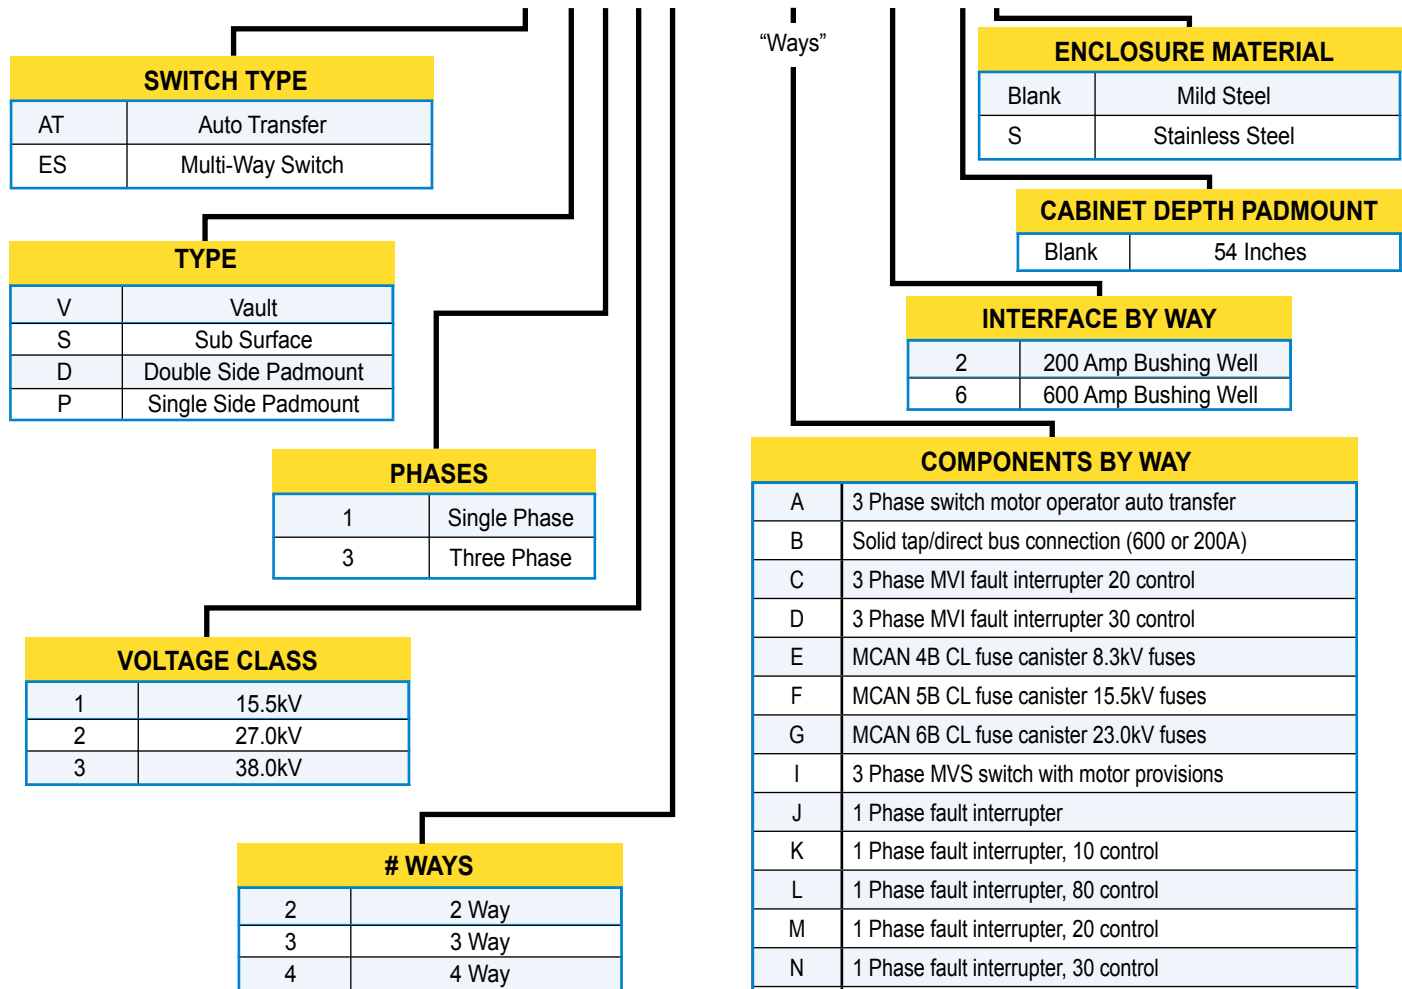 “Ways”
SWITCH TYPE
AT Auto Transfer
ES Multi-Way Switch
TYPE
V Vault
S Sub Surface
D Double Side Padmount
P Single Side Padmount
PHASES
1 Single Phase
3 Three Phase
VOLTAGE CLASS
1 15.5kV
2 27.0kV
3 38.0kV
# WAYS
2 2 Way
3 3 Way
4 4 Way
ENCLOSURE MATERIAL
Blank Mild Steel
S Stainless Steel
CABINET DEPTH PADMOUNT
Blank 54 Inches
INTERFACE BY WAY
2 200 Amp Bushing Well
6 600 Amp Bushing Well
COMPONENTS BY WAY
A 3 Phase switch motor operator auto transfer
B Solid tap/direct bus connection (600 or 200A)
C 3 Phase MVI fault interrupter 20 control
D 3 Phase MVI fault interrupter 30 control
E MCAN 4B CL fuse canister 8.3kV fuses
F MCAN 5B CL fuse canister 15.5kV fuses
G MCAN 6B CL fuse canister 23.0kV fuses
I 3 Phase MVS switch with motor provisions
J 1 Phase fault interrupter
K 1 Phase fault interrupter, 10 control
L 1 Phase fault interrupter, 80 control
M 1 Phase fault interrupter, 20 control
N 1 Phase fault interrupter, 30 control